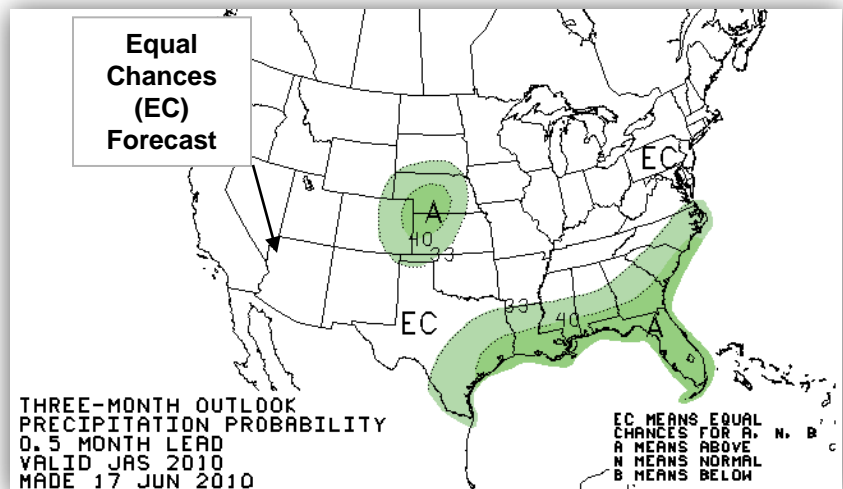 Equal
Chances
(EC)
Forecast
EC
A
40
33
33
EC
40
A
THREE-MONTH OUTLOOK
PRECIPITATION PROBABILITY
0.5 MONTH LEAD
VALID JAS 2010
MADE 17 JUN 2010
EC MEANS EQUAL
CHANCES FOR A, N, B
A MEANS ABOVE
N MEANS NORMAL
B MEANS BELOW